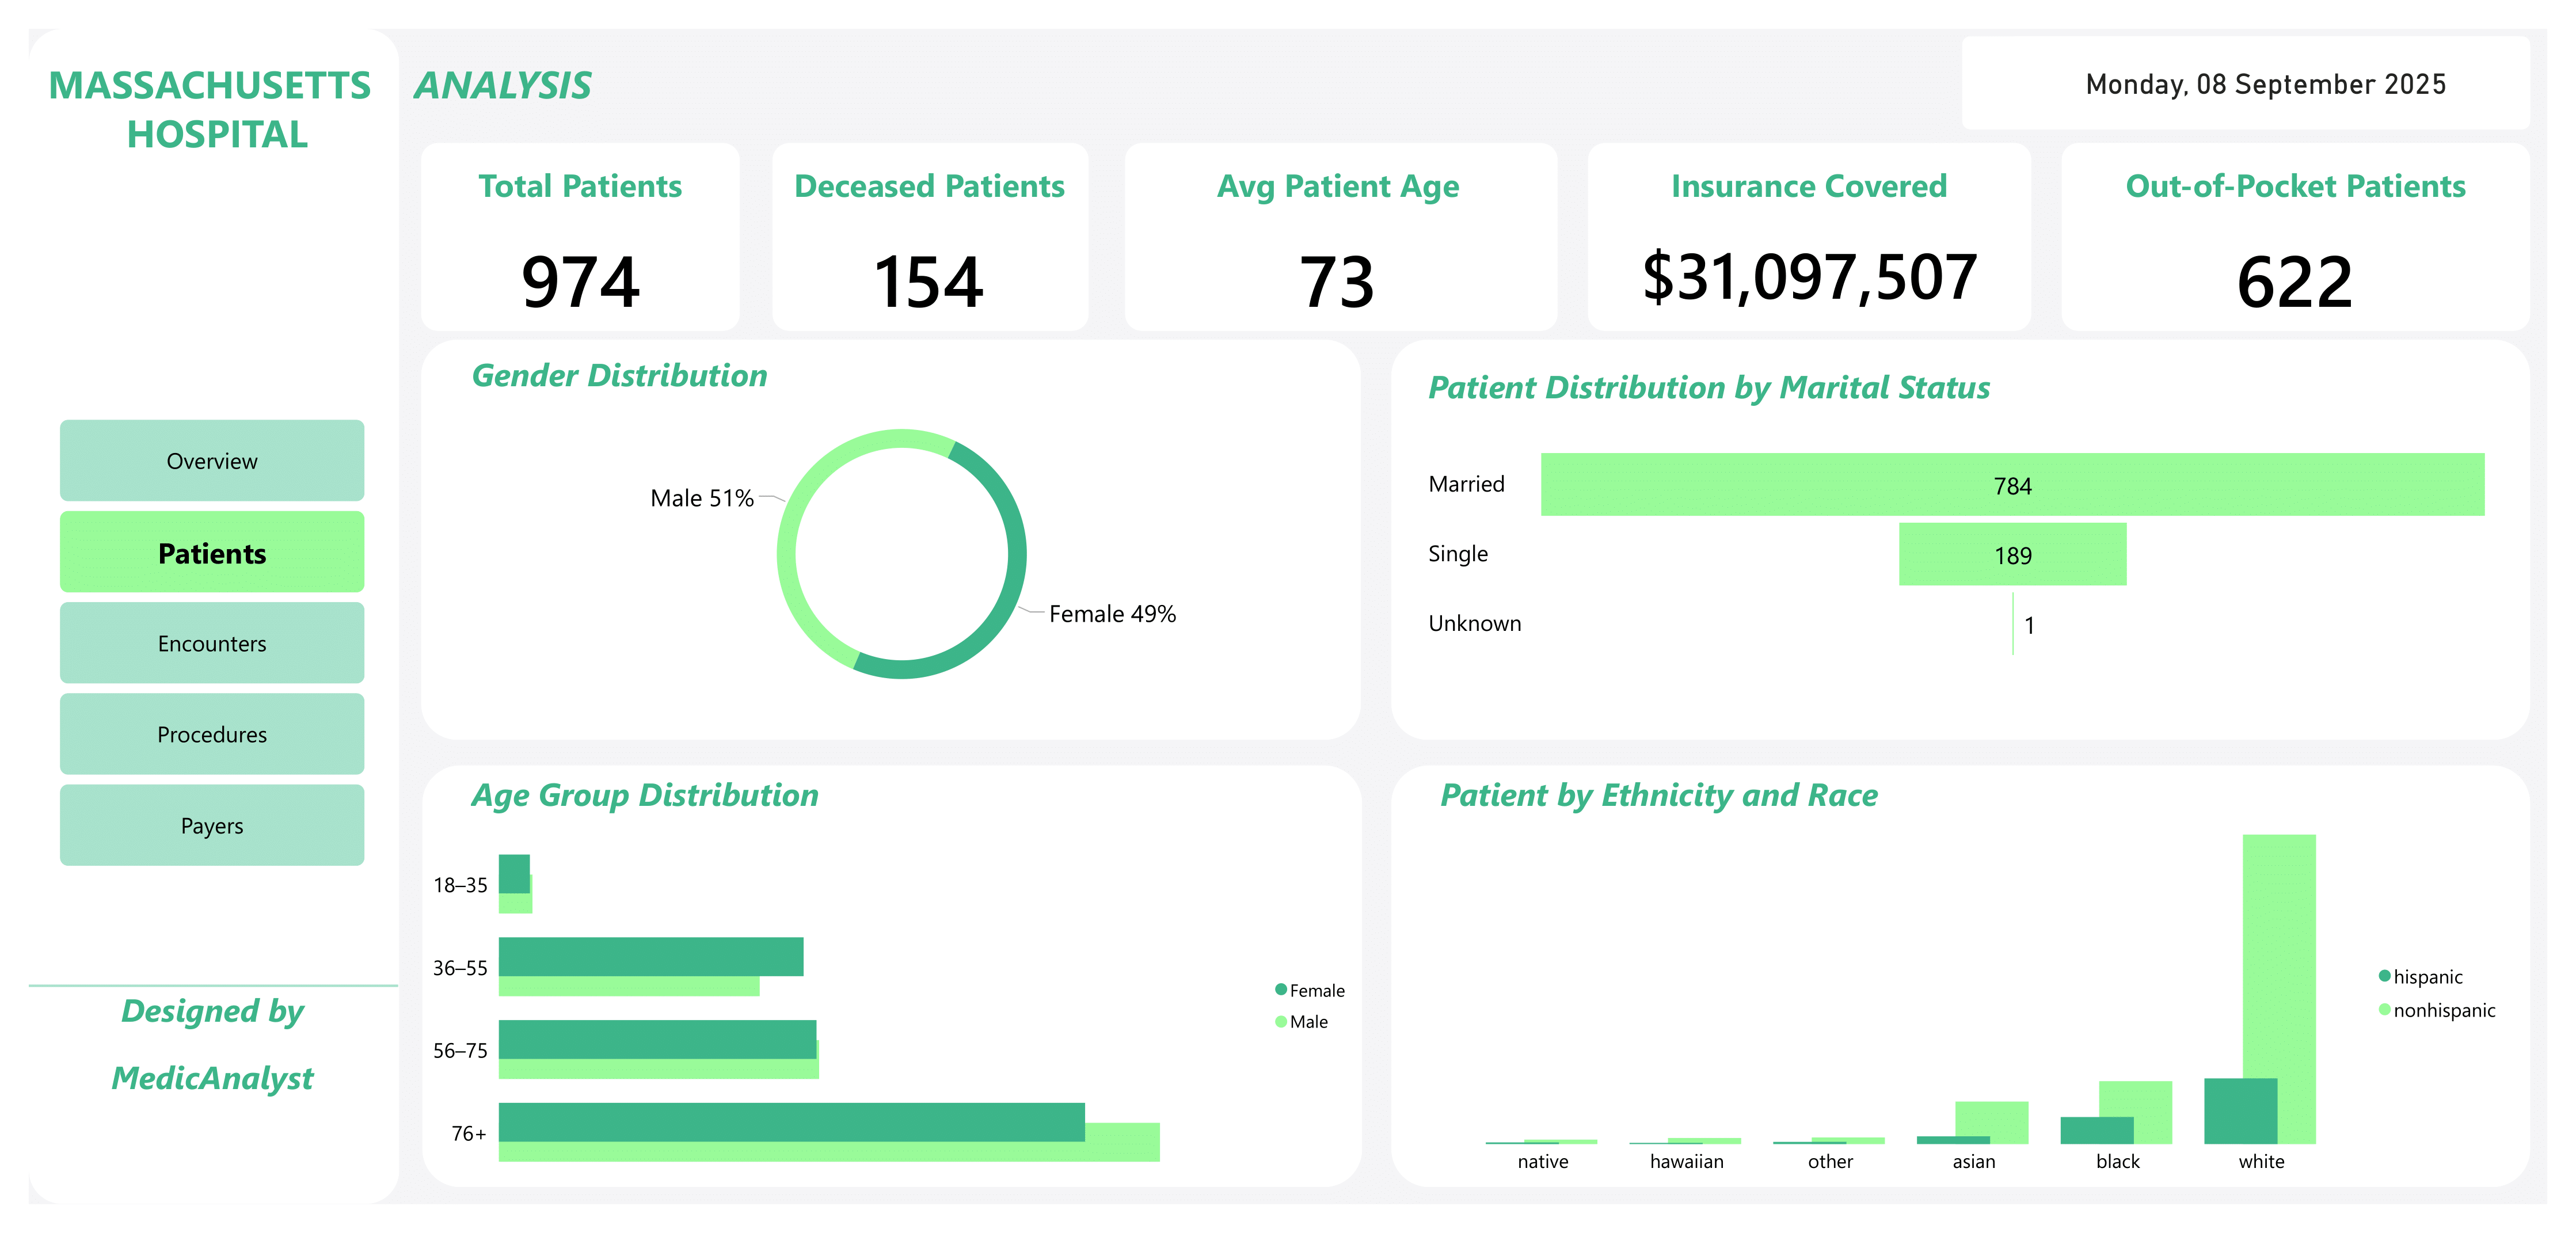 MASSACHUSETTS
HOSPITAL
Overview
Patients
Encounters
Procedures
Payers
Designed by
MedicAnalyst
ANALYSIS
Monday, 08 September 2025
Total Patients
974
Deceased Patients
154
Avg Patient Age
73
Insurance Covered
$31,097,507
Out-of-Pocket Patients
622
Gender Distribution
Male 51%
Female 49%
Patient Distribution by Marital Status
Married
784
Single
189
Unknown
1
Age Group Distribution
18–35
36–55
56–75
76+
Female
Male
Patient by Ethnicity and Race
native
hawaiian
other
asian
black
white
hispanic
nonhispanic